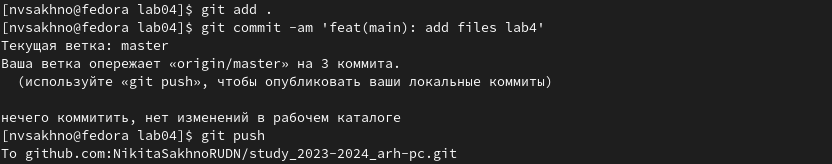 [nvsakhno@fedora lab04]$ git add .
[nvsakhno@fedora lab04]$ git commit -am 'feat(main): add files lab4'
Текущая ветка: master
Ваша ветка опережает «origin/master» на 3 коммита.
  (используйте «git push», чтобы опубликовать ваши локальные коммиты)

нечего коммитить, нет изменений в рабочем каталоге
[nvsakhno@fedora lab04]$ git push
To github.com:NikitaSakhnoRUDN/study_2023-2024_arh-pc.git